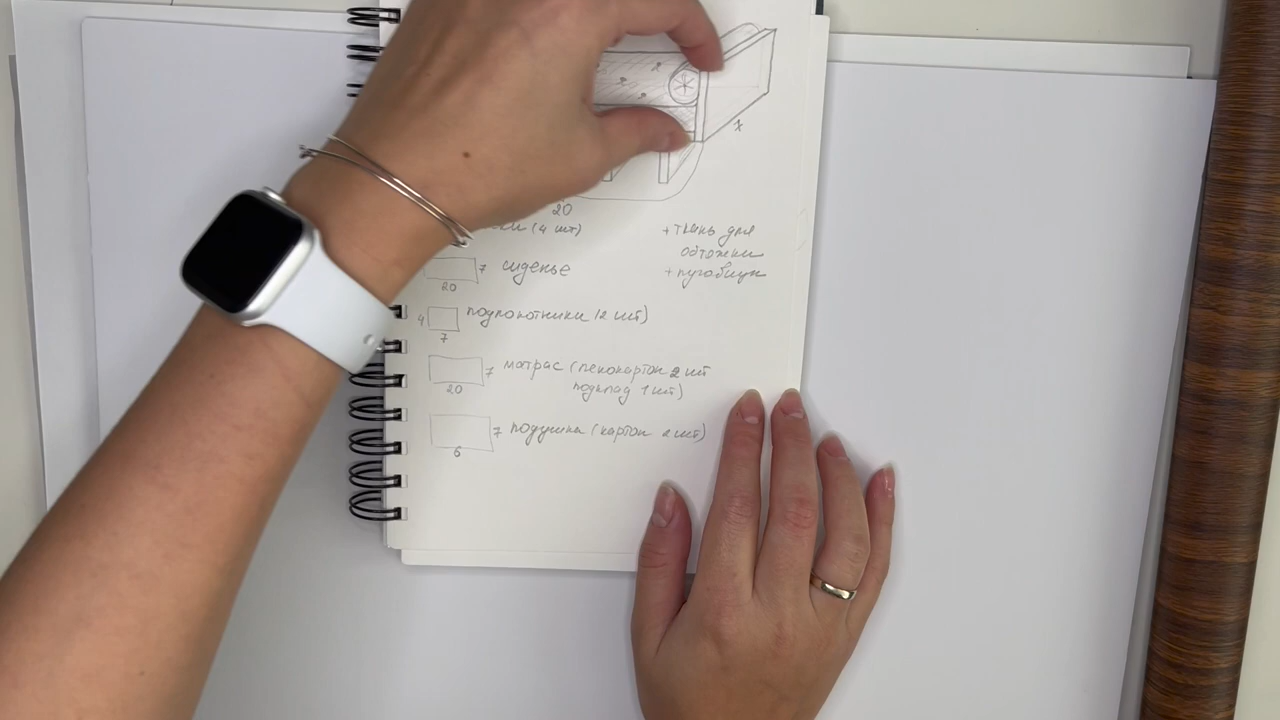 x
20
(4 шт)
+ ткань для
обтяжки
+ пуговицы
7 сиденье
20
4 подлокотники (2 шт)
7
7 матрас (пенокартон 2 шт
20 подклад 1 шт)
7 подушка (картон 2 шт)
6